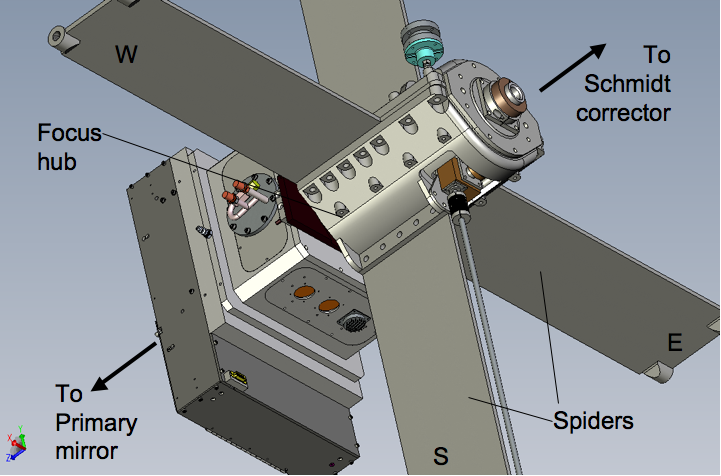 W
To
Schmidt
corrector
Focus
hub
E
To
Primary
mirror
Spiders
S
X
Y
Z